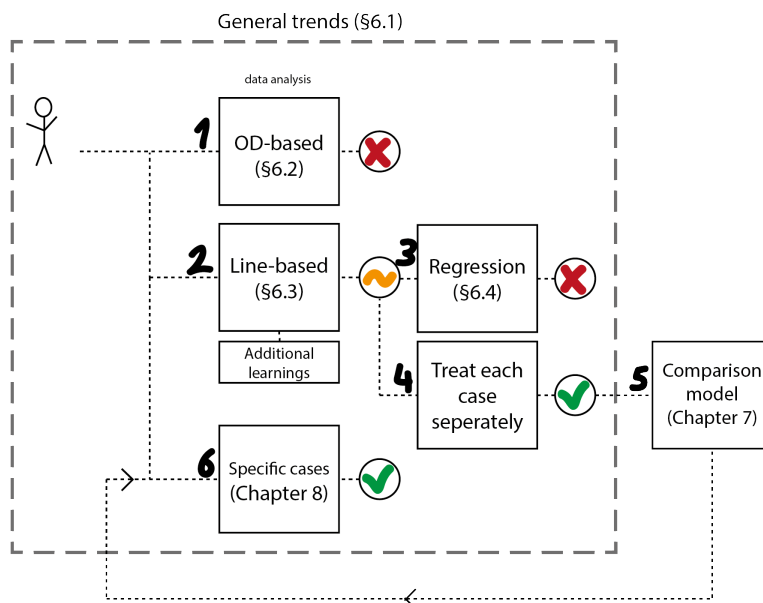 General trends (§6.1)
data analysis
1
OD-based
(§6.2)
2
Line-based
(§6.3)
3
Regression
(§6.4)
Additional
learnings
4
Treat each
case
seperately
5
Comparison
model
(Chapter 7)
6
Specific cases
(Chapter 8)